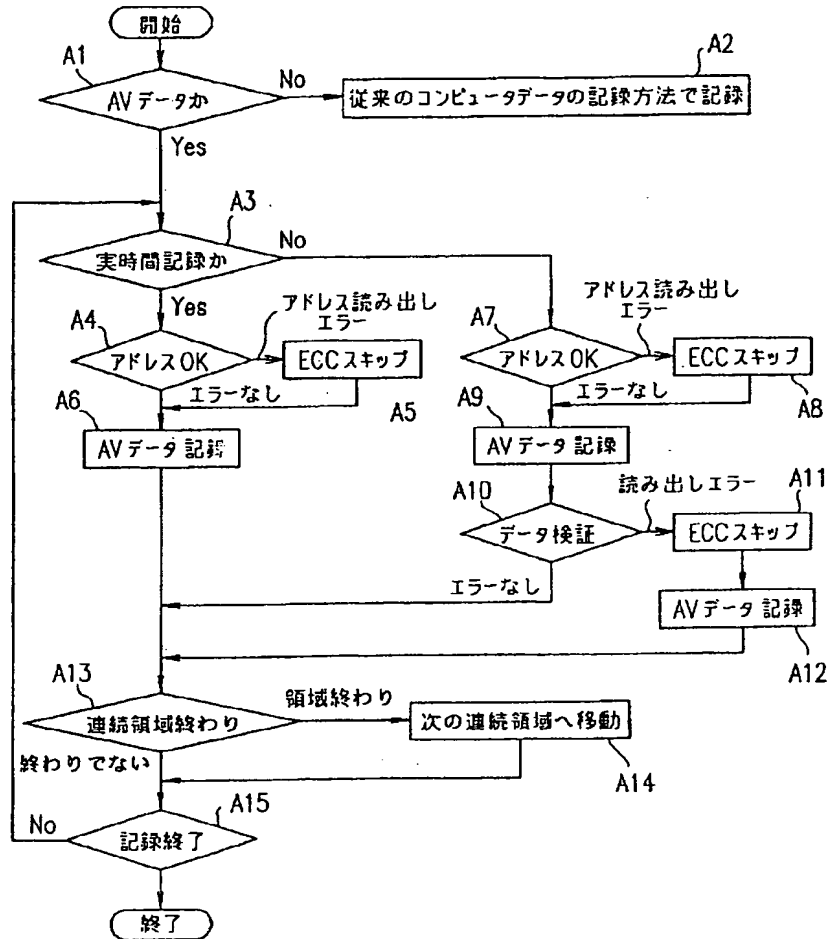 開始
A1
A2
AVデータか
No
従来のコンピュータデータの記録方法で記録
Yes
A3
実時間記録か
No
Yes
A4
アドレス読み出し
エラー
アドレスOK
ECCスキップ
エラーなし
A5
A6
AVデータ記録
A7
アドレス読み出し
エラー
アドレスOK
ECCスキップ
エラーなし
A8
A9
AVデータ記録
A10
読み出しエラー
A11
データ検証
ECCスキップ
エラーなし
AVデータ記録
A12
A13
領域終わり
連続領域終わり
次の連続領域へ移動
終わりでない
A14
A15
No
記録終了
終了